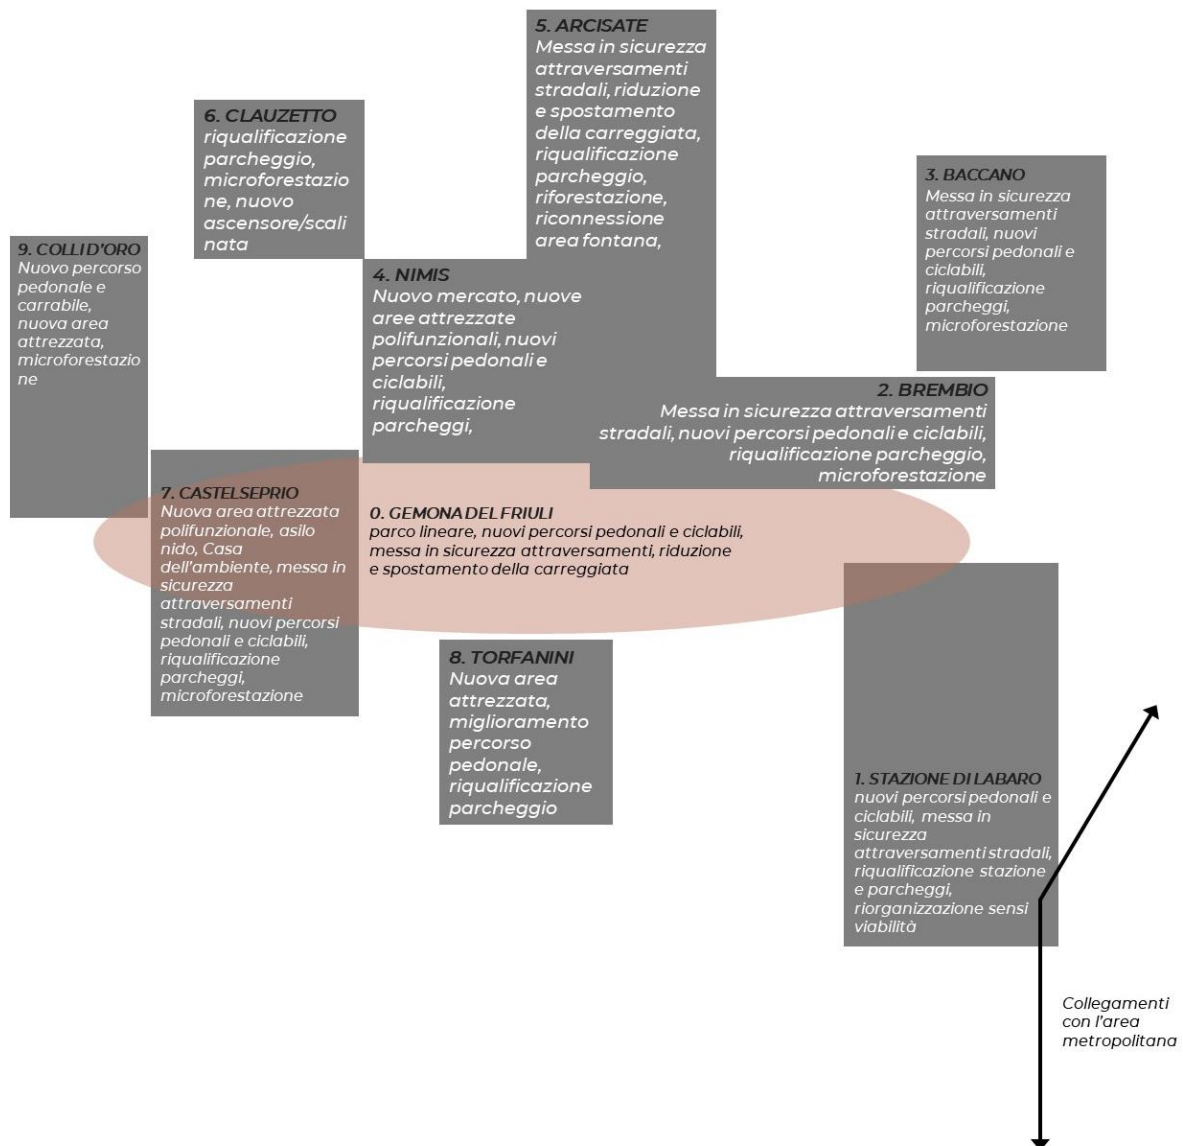 5. ARCISATE
Messa in sicurezza
attraversamenti
stradali, riduzione
e spostamento
della carreggiata,
riqualificazione
parcheggio,
riforestazione,
riconnessione
area fontana,
6. CLAUZETTO
riqualificazione
parcheggio,
microforestazio
ne, nuovo
ascensore/scali
nata
3. BACCANO
Messa in sicurezza
attraversamenti
stradali, nuovi
percorsi pedonali e
ciclabili,
riqualificazione
parcheggi,
microforestazione
9. COLLI D'ORO
Nuovo percorso
pedonale e
carrabile,
nuova area
attrezzata,
microforestazio
ne
4. NIMIS
Nuovo mercato, nuove
aree attrezzate
polifunzionali, nuovi
percorsi pedonali e
ciclabili,
riqualificazione
parcheggi,
2. BREMBIO
Messa in sicurezza attraversamenti
stradali, nuovi percorsi pedonali e ciclabili,
riqualificazione parcheggio,
microforestazione
7. CASTELSEPRIO
Nuova area attrezzata
polifunzionale, asilo
nido, Casa
dell'ambiente, messa in
sicurezza
attraversamenti
stradali, nuovi percorsi
pedonali e ciclabili,
riqualificazione
parcheggi,
microforestazione
0. GEMONA DEL FRIULI
parco lineare, nuovi percorsi pedonali e ciclabili,
messa in sicurezza attraversamenti, riduzione
e spostamento della carreggiata
8. TORFANINI
Nuova area
attrezzata,
miglioramento
percorso
pedonale,
riqualificazione
parcheggio
1. STAZIONE DI LABARO
nuovi percorsi pedonali e
ciclabili, messa in
sicurezza
attraversamenti stradali,
riqualificazione stazione
e parcheggi,
riorganizzazione sensi
viabilità
Collegamenti
con l'area
metropolitana